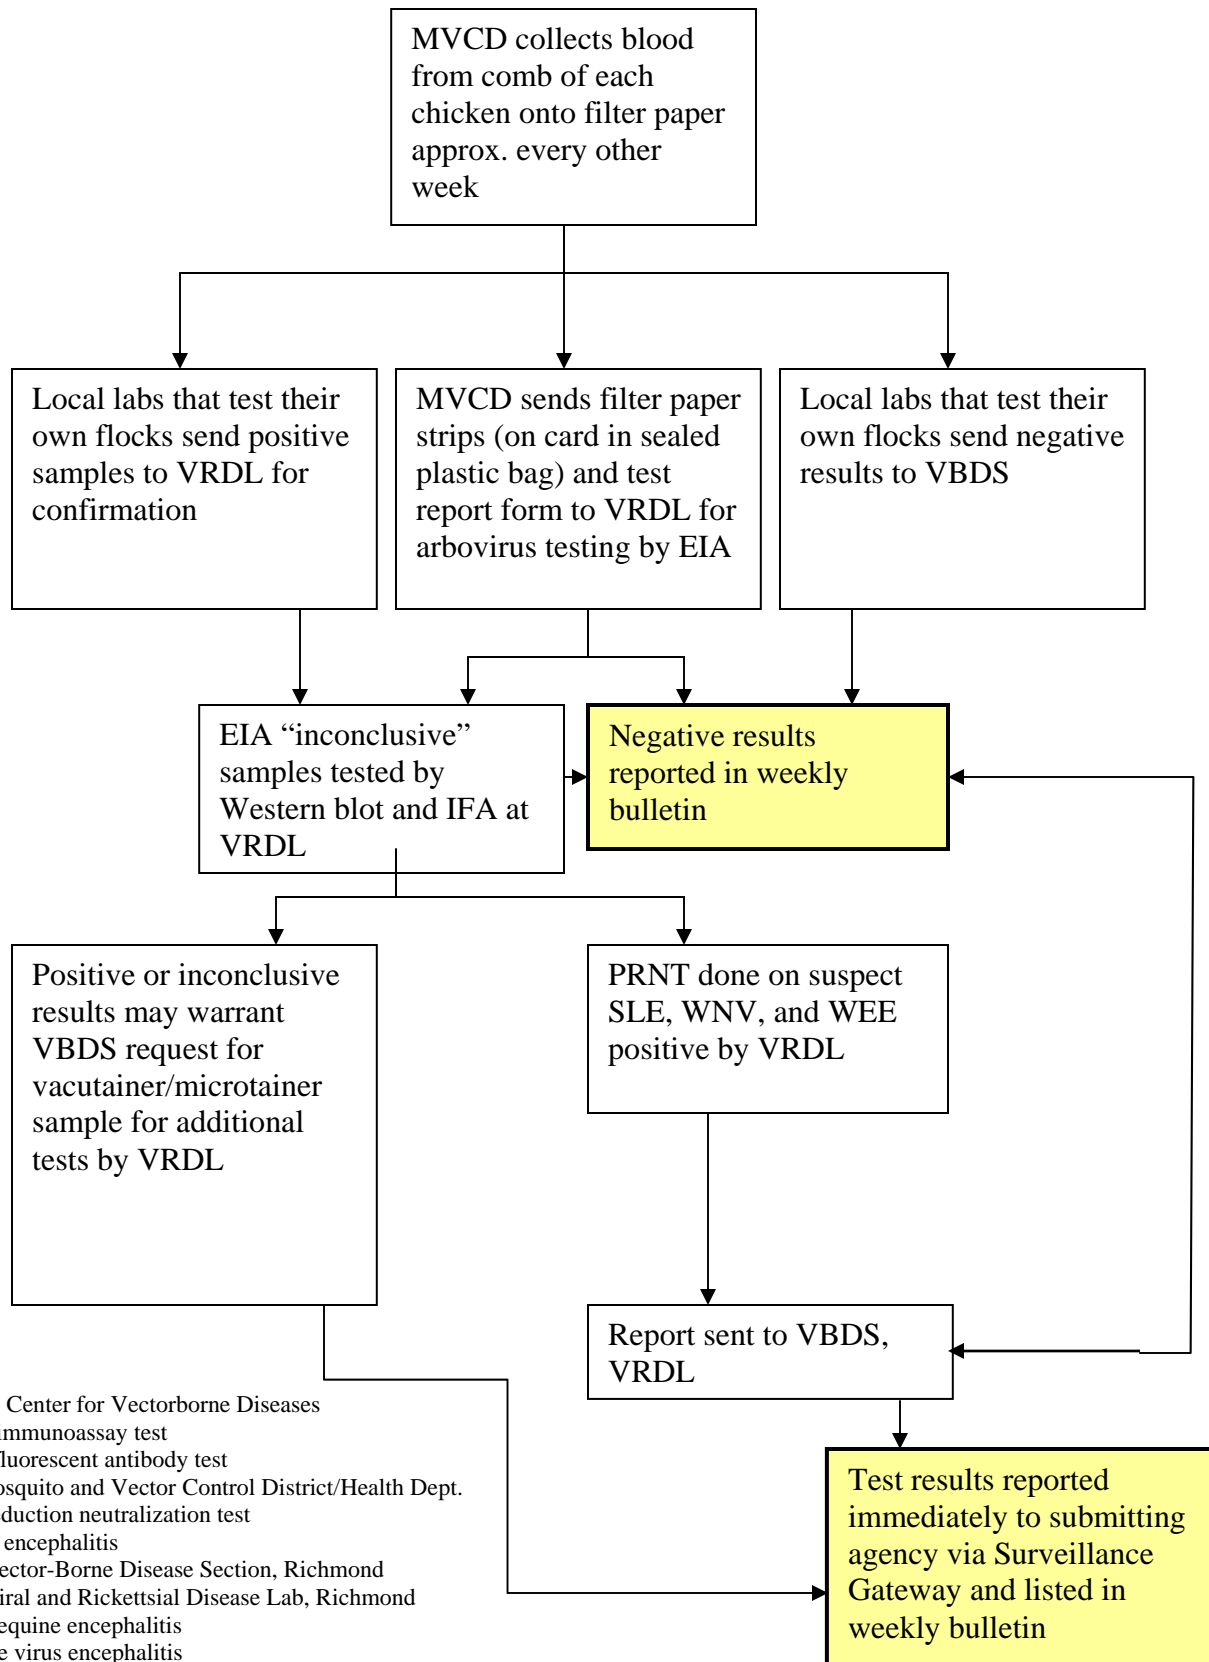 MVCD collects blood
from comb of each
chicken onto filter paper
approx. every other
week
Local labs that test their
own flocks send positive
samples to VRDL for
confirmation
MVCD sends filter paper
strips (on card in sealed
plastic bag) and test
report form to VRDL for
arbovirus testing by EIA
Local labs that test their
own flocks send negative
results to VBDS
EIA “inconclusive”
samples tested by
Western blot and IFA at
VRDL
Negative results
reported in weekly
bulletin
Positive or inconclusive
results may warrant
VBDS request for
vacutainer/microtainer
sample for additional
tests by VRDL
PRNT done on suspect
SLE, WNV, and WEE
positive by VRDL
Report sent to VBDS,
VRDL
Center for Vectorborne Diseases
immunoassay test
fluorescent antibody test
osquito and Vector Control District/Health Dept.
eduction neutralization test
encephalitis
ector-Borne Disease Section, Richmond
iral and Rickettsial Disease Lab, Richmond
equine encephalitis
e virus encephalitis
Test results reported
immediately to submitting
agency via Surveillance
Gateway and listed in
weekly bulletin